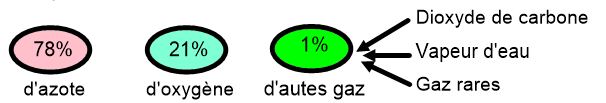 Dioxyde de carbone
78% 21% 1% Vapeur d'eau
d'azote d'oxygène d'autes gaz Gaz rares